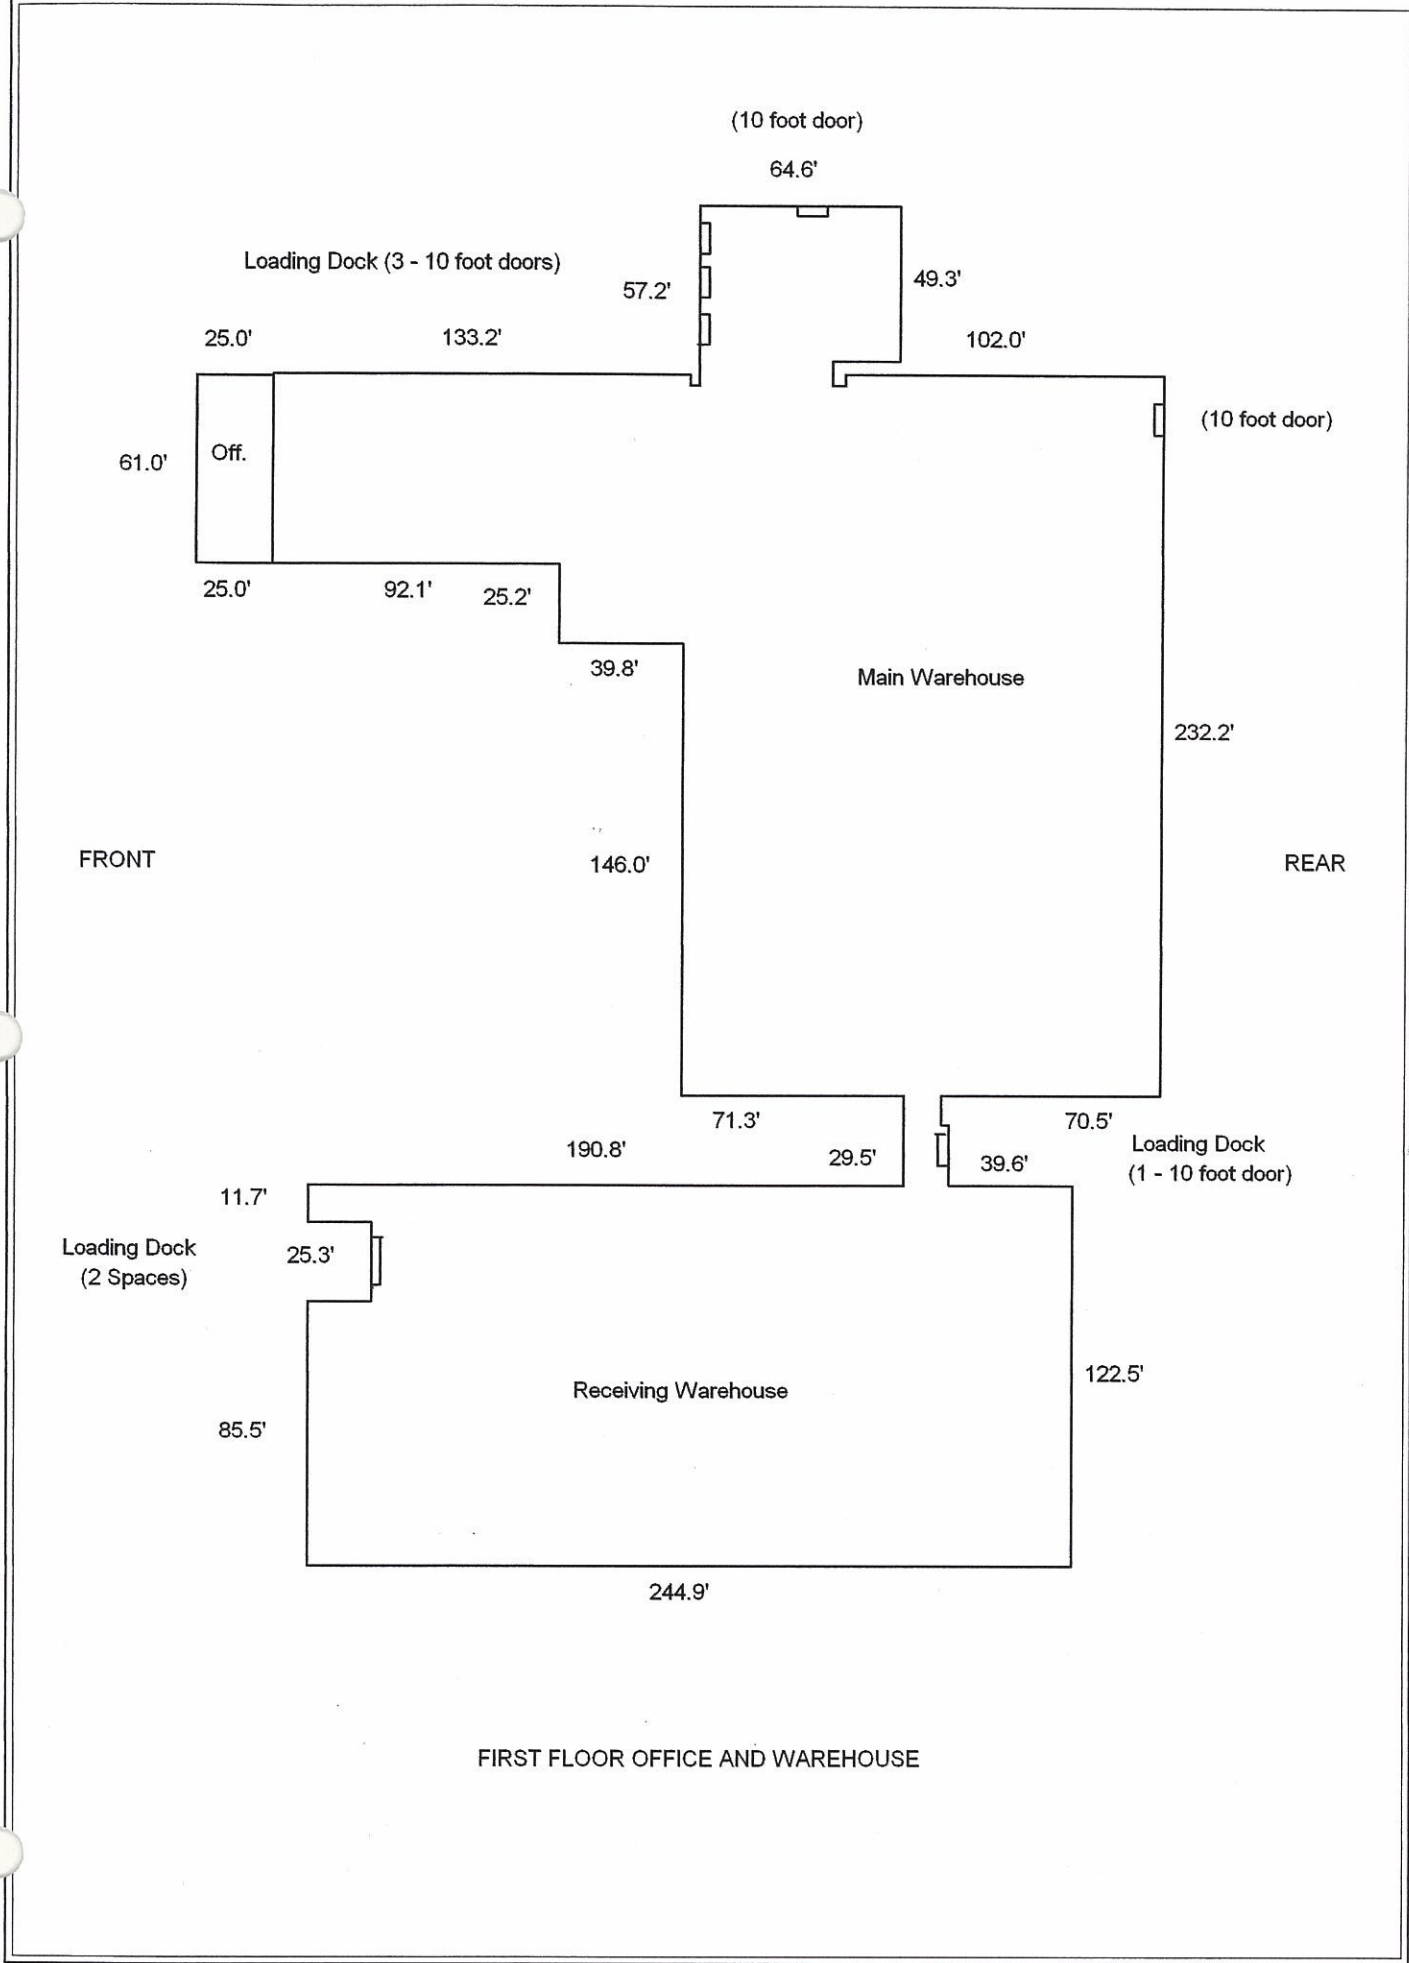 (10 foot door)
64.6'
Loading Dock (3 - 10 foot doors)
57.2'
49.3'
25.0'
133.2'
102.0'
61.0'
Off.
(10 foot door)
25.0'
92.1'
25.2'
39.8'
Main Warehouse
232.2'
FRONT
146.0'
REAR
71.3'
70.5'
190.8'
29.5'
39.6'
Loading Dock
(1 - 10 foot door)
11.7'
Loading Dock
(2 Spaces)
25.3'
122.5'
Receiving Warehouse
85.5'
244.9'
FIRST FLOOR OFFICE AND WAREHOUSE